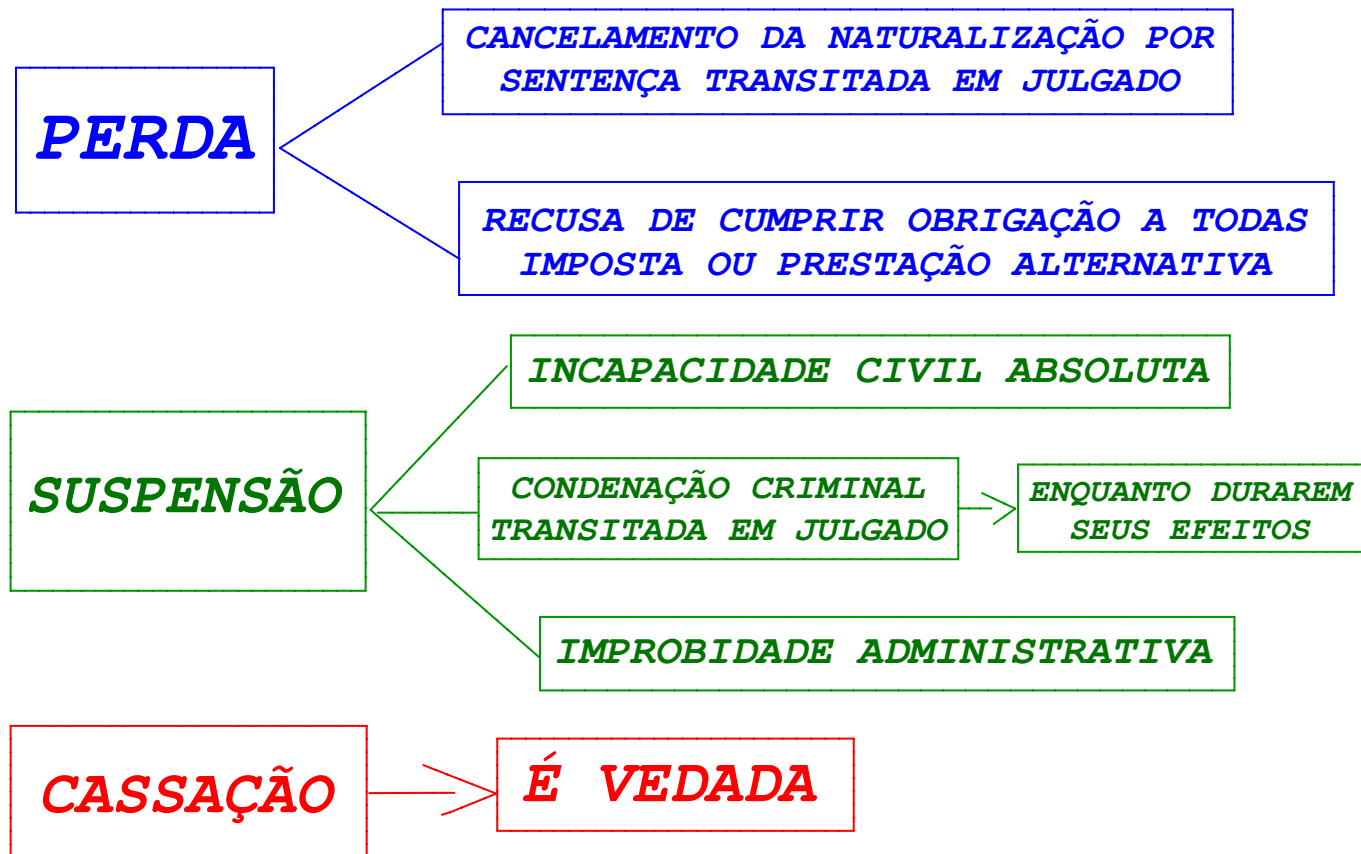 PERDA
CANCELAMENTO DA NATURALIZAÇÃO POR
SENTENÇA TRANSITADA EM JULGADO
RECUSA DE CUMPRIR OBRIGAÇÃO A TODAS
IMPOSTA OU PRESTAÇÃO ALTERNATIVA
SUSPENSÃO
INCAPACIDADE CIVIL ABSOLUTA
CONDENAÇÃO CRIMINAL
TRANSITADA EM JULGADO
ENQUANTO DURAREM
SEUS EFEITOS
IMPROBIDADE ADMINISTRATIVA
CASSAÇÃO
É VEDADA